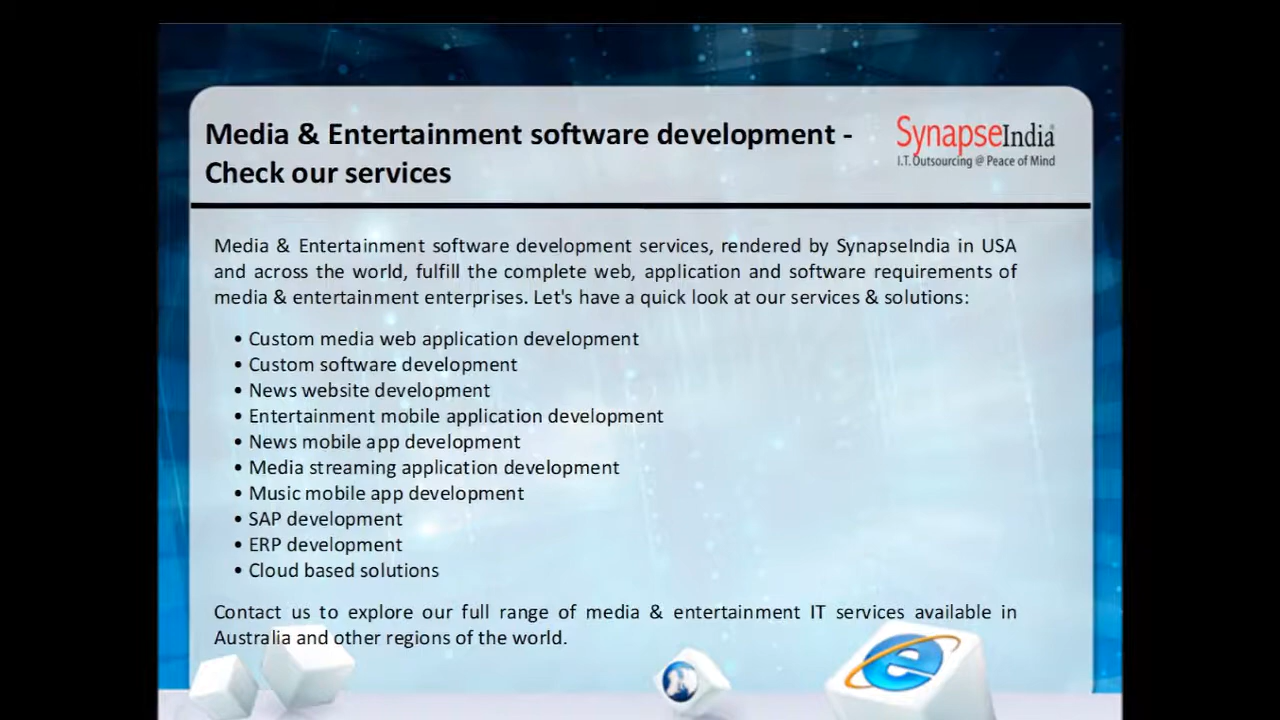 Media & Entertainment software development -
Check our services
SynapseIndia®
I.T. Outsourcing @ Peace of Mind
Media & Entertainment software development services, rendered by SynapseIndia in USA
and across the world, fulfill the complete web, application and software requirements of
media & entertainment enterprises. Let's have a quick look at our services & solutions:
• Custom media web application development
• Custom software development
• News website development
• Entertainment mobile application development
• News mobile app development
• Media streaming application development
• Music mobile app development
• SAP development
• ERP development
• Cloud based solutions
Contact us to explore our full range of media & entertainment IT services available in
Australia and other regions of the world.